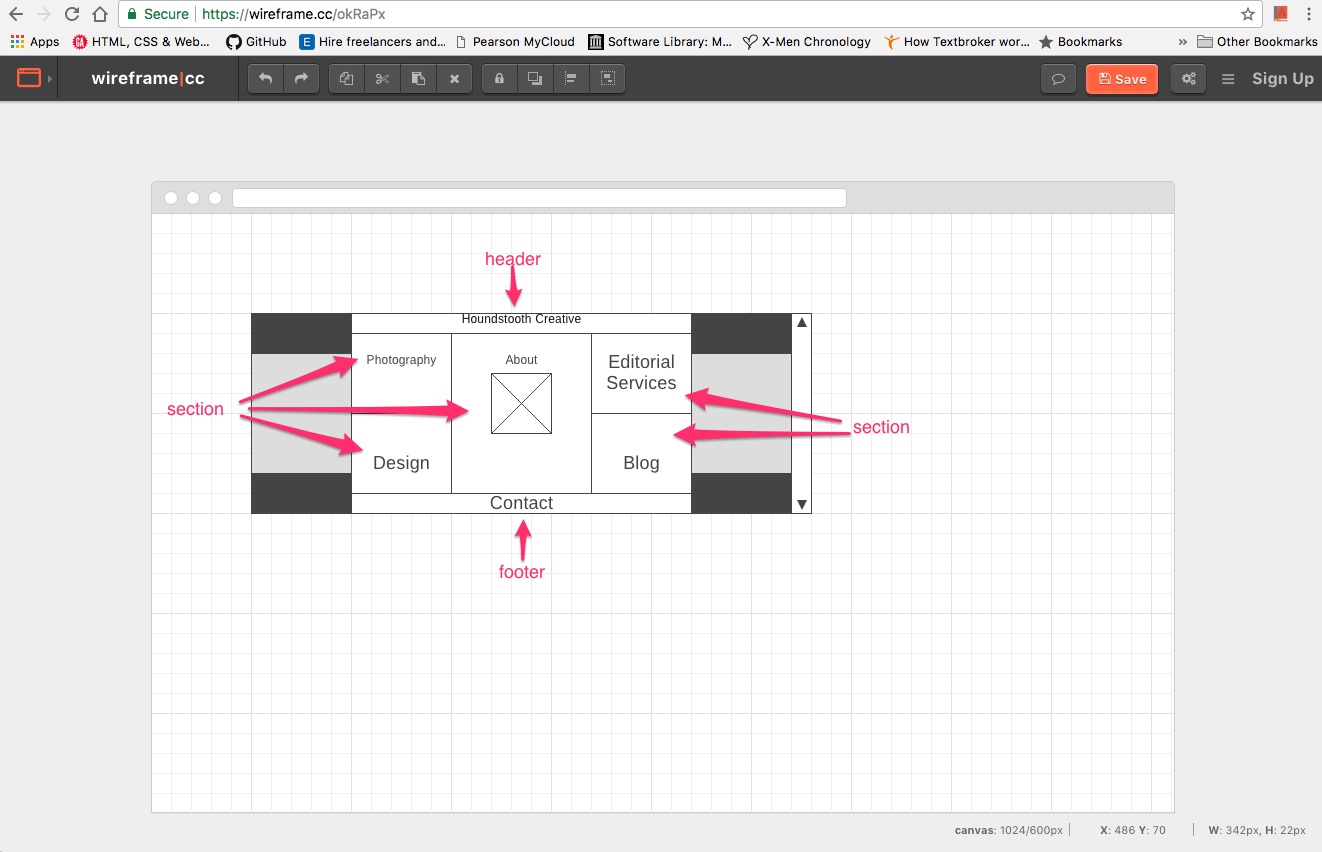 Secure https://wireframe.cc/okRaPx
Apps HTML, CSS & Web... GitHub E Hire freelancers and... Pearson MyCloud Software Library: M... X-Men Chronology How Textbroker wor... Bookmarks » Other Bookmarks
wireframe|cc Save Sign Up
header
Houndstooth Creative
Photography About Editorial
Services
section
section
Design Blog
Contact
footer
canvas: 1024/600px X: 486 Y: 70 W: 342px, H: 22px